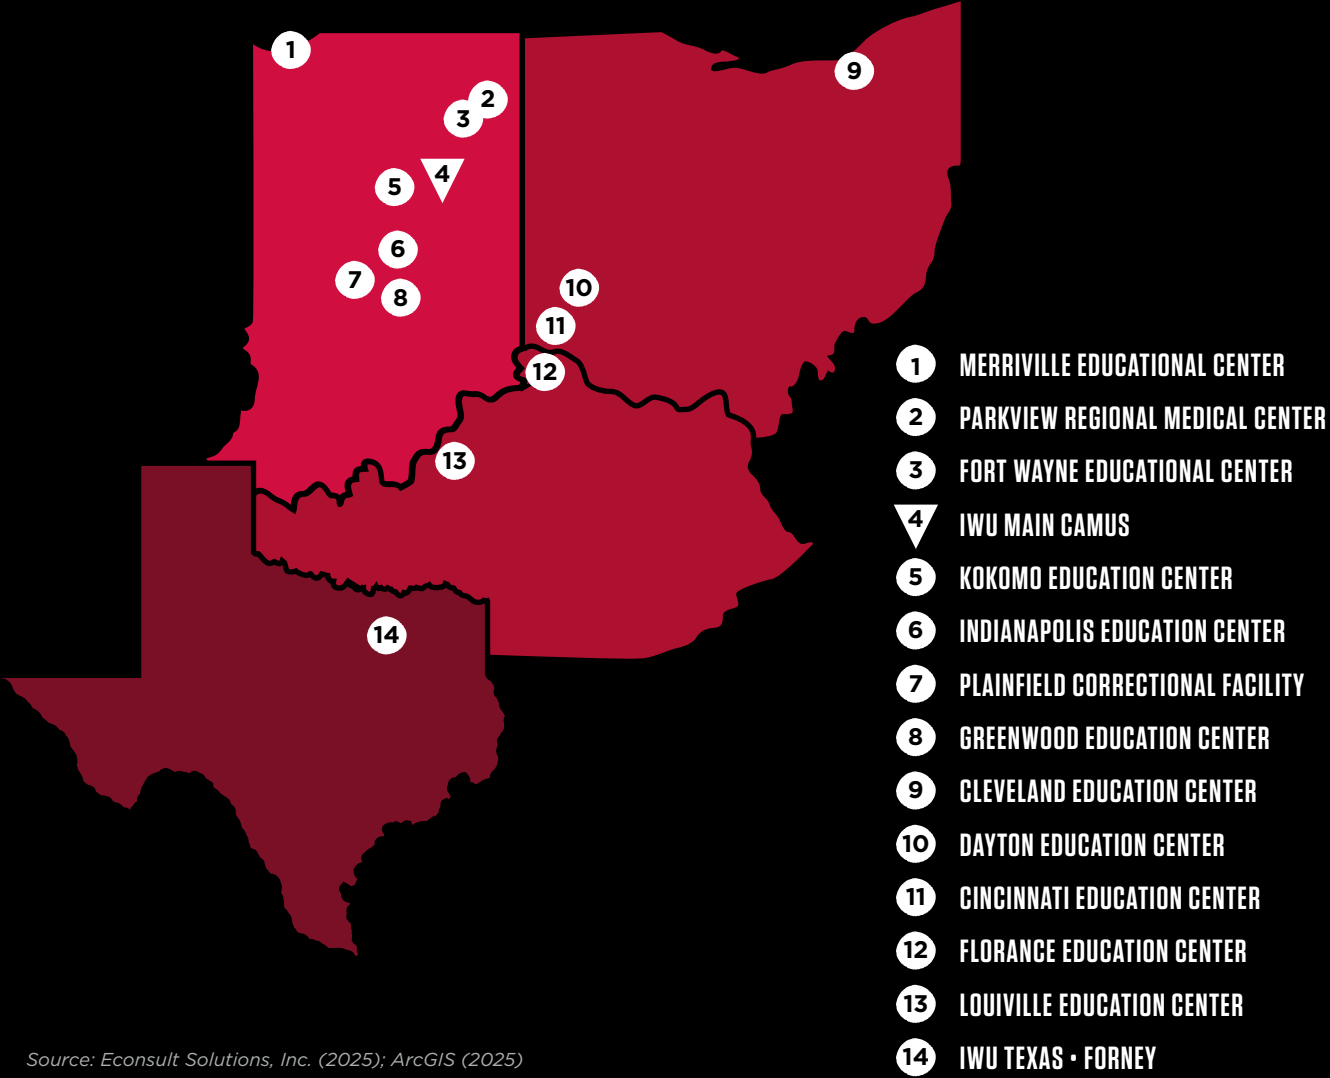 1
2
3
4
5
6
7
8
9
10
11
12
13
14
1 MERRIVILLE EDUCATIONAL CENTER
2 PARKVIEW REGIONAL MEDICAL CENTER
3 FORT WAYNE EDUCATIONAL CENTER
4 IWU MAIN CAMUS
5 KOKOMO EDUCATION CENTER
6 INDIANAPOLIS EDUCATION CENTER
7 PLAINFIELD CORRECTIONAL FACILITY
8 GREENWOOD EDUCATION CENTER
9 CLEVELAND EDUCATION CENTER
10 DAYTON EDUCATION CENTER
11 CINCINNATI EDUCATION CENTER
12 FLORANCE EDUCATION CENTER
13 LOUIVILLE EDUCATION CENTER
14 IWU TEXAS • FORNEY
Source: Econsult Solutions, Inc. (2025); ArcGIS (2025)